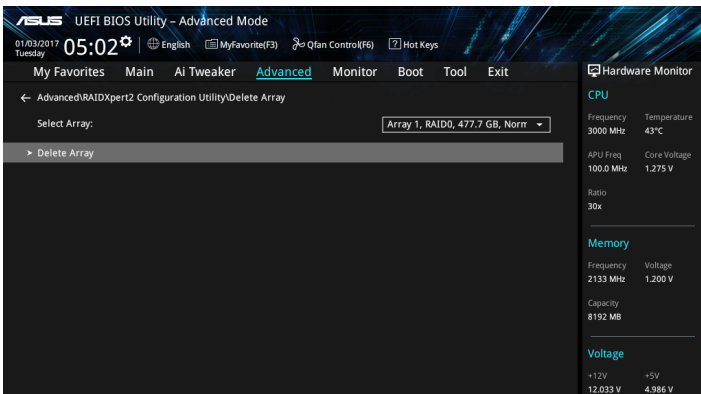 ASUS UEFI BIOS Utility – Advanced Mode
01/03/2017 Tuesday 05:02 English MyFavorite(F3) Qfan Control(F6) ? Hot Keys
My Favorites Main Ai Tweaker Advanced Monitor Boot Tool Exit
Hardware Monitor
← Advanced\RAIDXpert2 Configuration Utility\Delete Array
Select Array: Array 1, RAID0, 477.7 GB, Norm
> Delete Array
CPU
Frequency Temperature
3000 MHz 43°C
APU Freq Core Voltage
100.0 MHz 1.275 V
Ratio
30x
Memory
Frequency Voltage
2133 MHz 1.200 V
Capacity
8192 MB
Voltage
+12V +5V
12.033 V 4.986 V